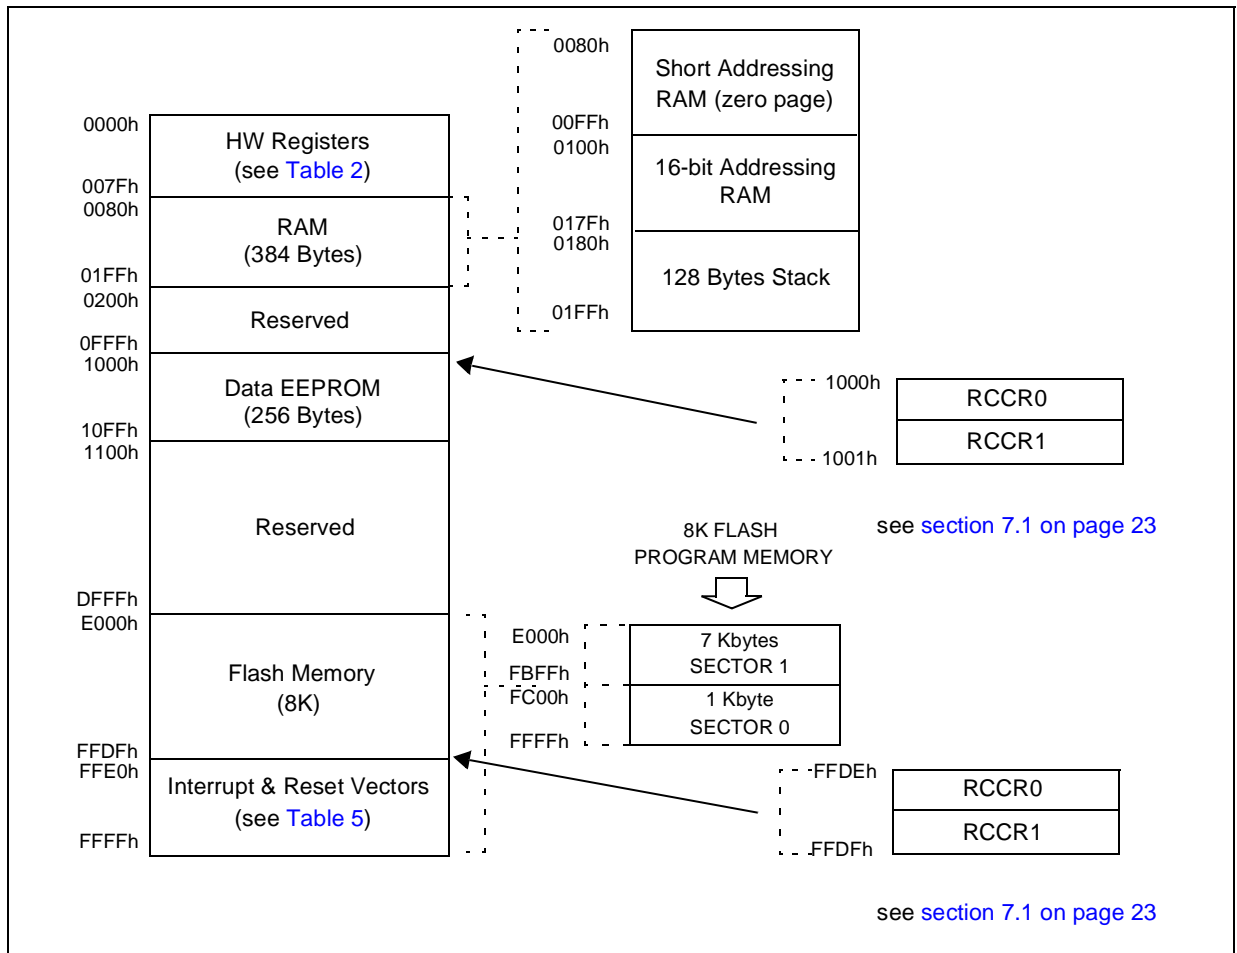 0000h
HW Registers
(see Table 2)
007Fh
0080h
RAM
(384 Bytes)
01FFh
0200h
Reserved
0FFFh
1000h
Data EEPROM
(256 Bytes)
10FFh
1100h
Reserved
DFFFh
E000h
Flash Memory
(8K)
FFDFh
FFE0h
Interrupt & Reset Vectors
(see Table 5)
FFFFh
0080h
Short Addressing
RAM (zero page)
00FFh
0100h
16-bit Addressing
RAM
017Fh
0180h
128 Bytes Stack
01FFh
1000h
RCCR0
RCCR1
1001h
see section 7.1 on page 23
8K FLASH
PROGRAM MEMORY
E000h
7 Kbytes
SECTOR 1
FBFFh
FC00h
1 Kbyte
SECTOR 0
FFFFh
FFDEh
RCCR0
RCCR1
FFDFh
see section 7.1 on page 23